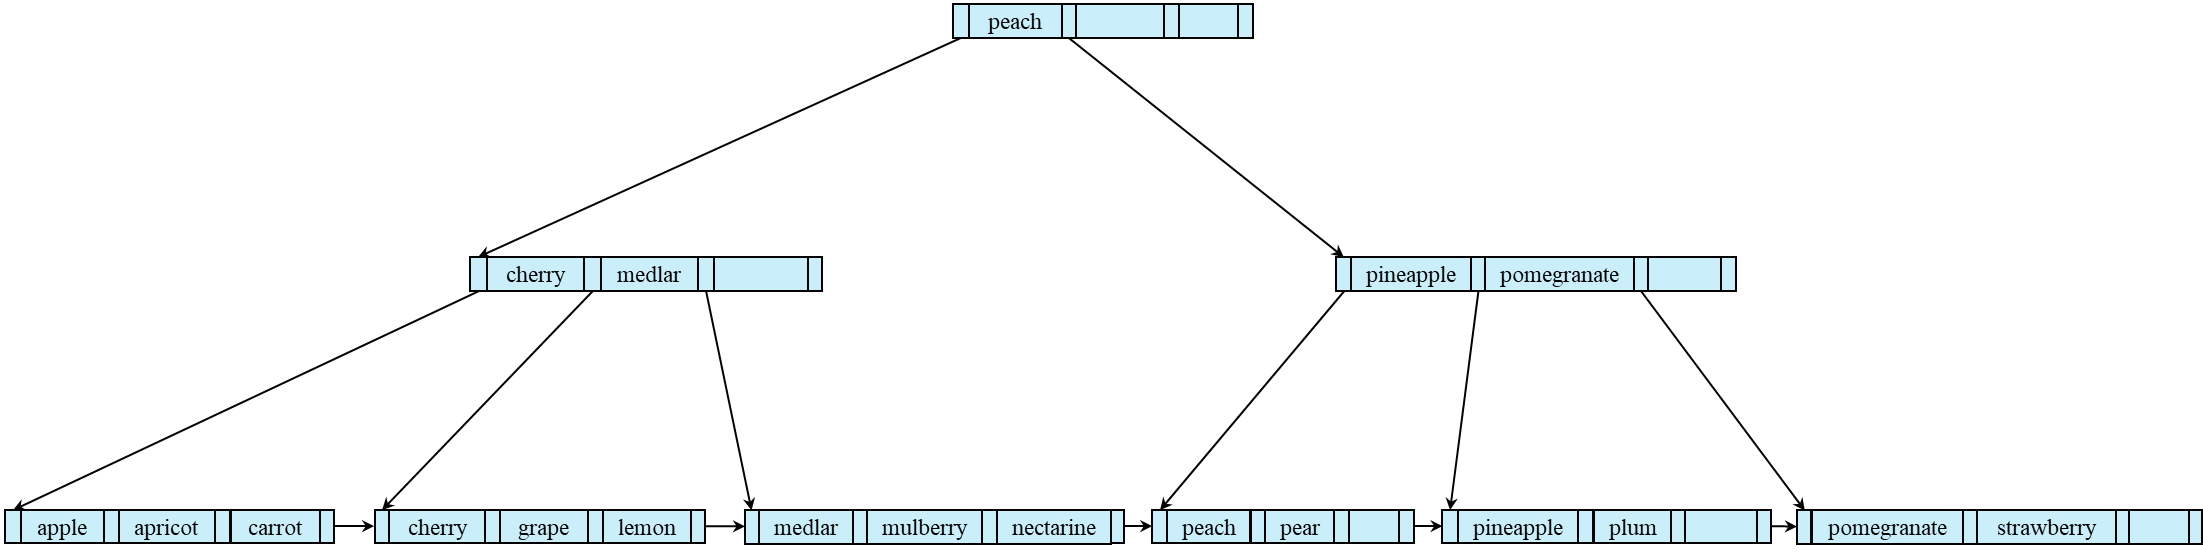 peach
cherry medlar
pineapple pomegranate
apple apricot carrot
cherry grape lemon
medlar mulberry nectarine
peach pear
pineapple plum
pomegranate strawberry